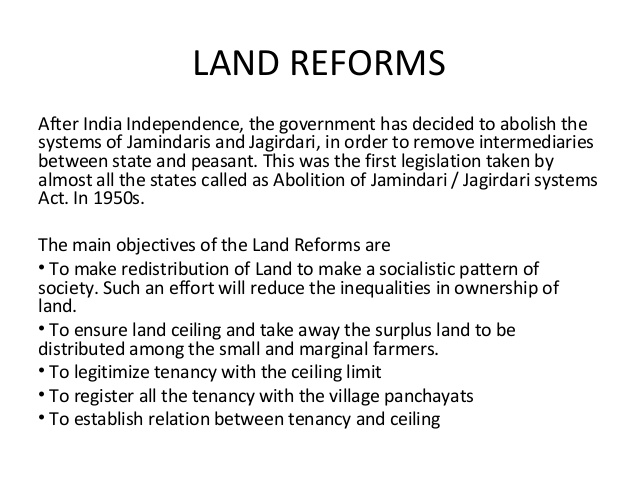 LAND REFORMS
After India Independence, the government has decided to abolish the
systems of Jamindaris and Jagirdari, in order to remove intermediaries
between state and peasant. This was the first legislation taken by
almost all the states called as Abolition of Jamindari / Jagirdari systems
Act. In 1950s.
The main objectives of the Land Reforms are
• To make redistribution of Land to make a socialistic pattern of
society. Such an effort will reduce the inequalities in ownership of
land.
• To ensure land ceiling and take away the surplus land to be
distributed among the small and marginal farmers.
• To legitimize tenancy with the ceiling limit
• To register all the tenancy with the village panchayats
• To establish relation between tenancy and ceiling